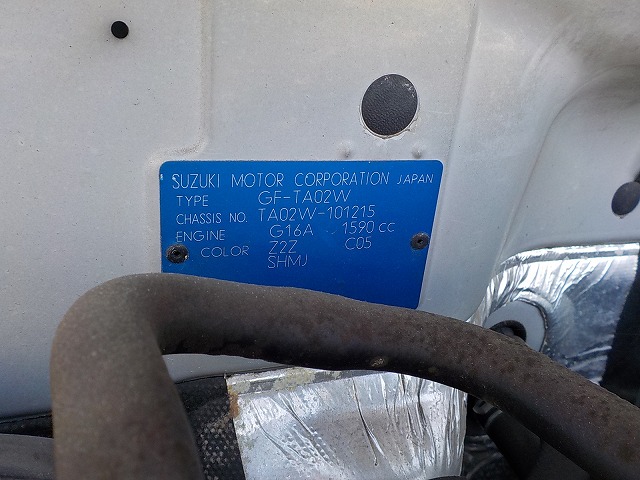 SUZUKI MOTOR CORPORATION JAPAN
TYPE GF-TA02W
CHASSIS NO. TA02W-101215
ENGINE G16A 1590 CC
COLOR Z2Z C05
SHMJ